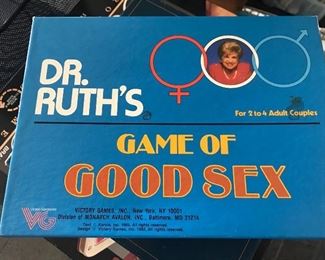 DR.
RUTH'S
For 2 to 4 Adult Couples
GAME OF
GOOD SEX
VG
VICTORY GAMES, INC., New York, NY 10001
Division of MONARCH AVALON, INC., Baltimore, MD 21214